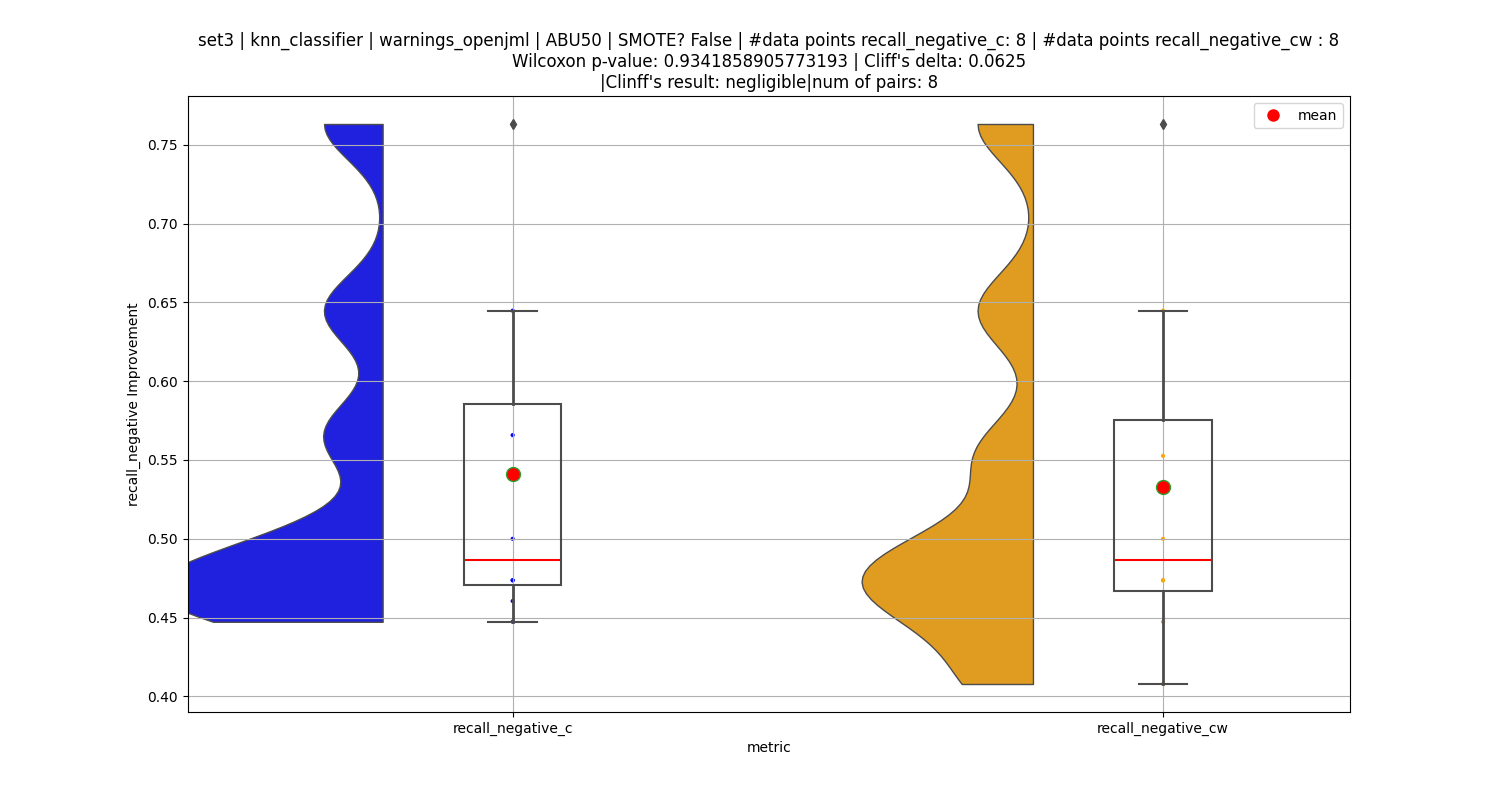 set3 | knn_classifier | warnings_openjml | ABU50 | SMOTE? False | #data points recall_negative_c: 8 | #data points recall_negative_cw : 8
Wilcoxon p-value: 0.9341858905773193 | Cliff's delta: 0.0625
|Clinff's result: negligible|num of pairs: 8
mean
0.75
0.70
0.65
0.60
0.55
0.50
0.45
0.40
recall_negative Improvement
recall_negative_c
recall_negative_cw
metric